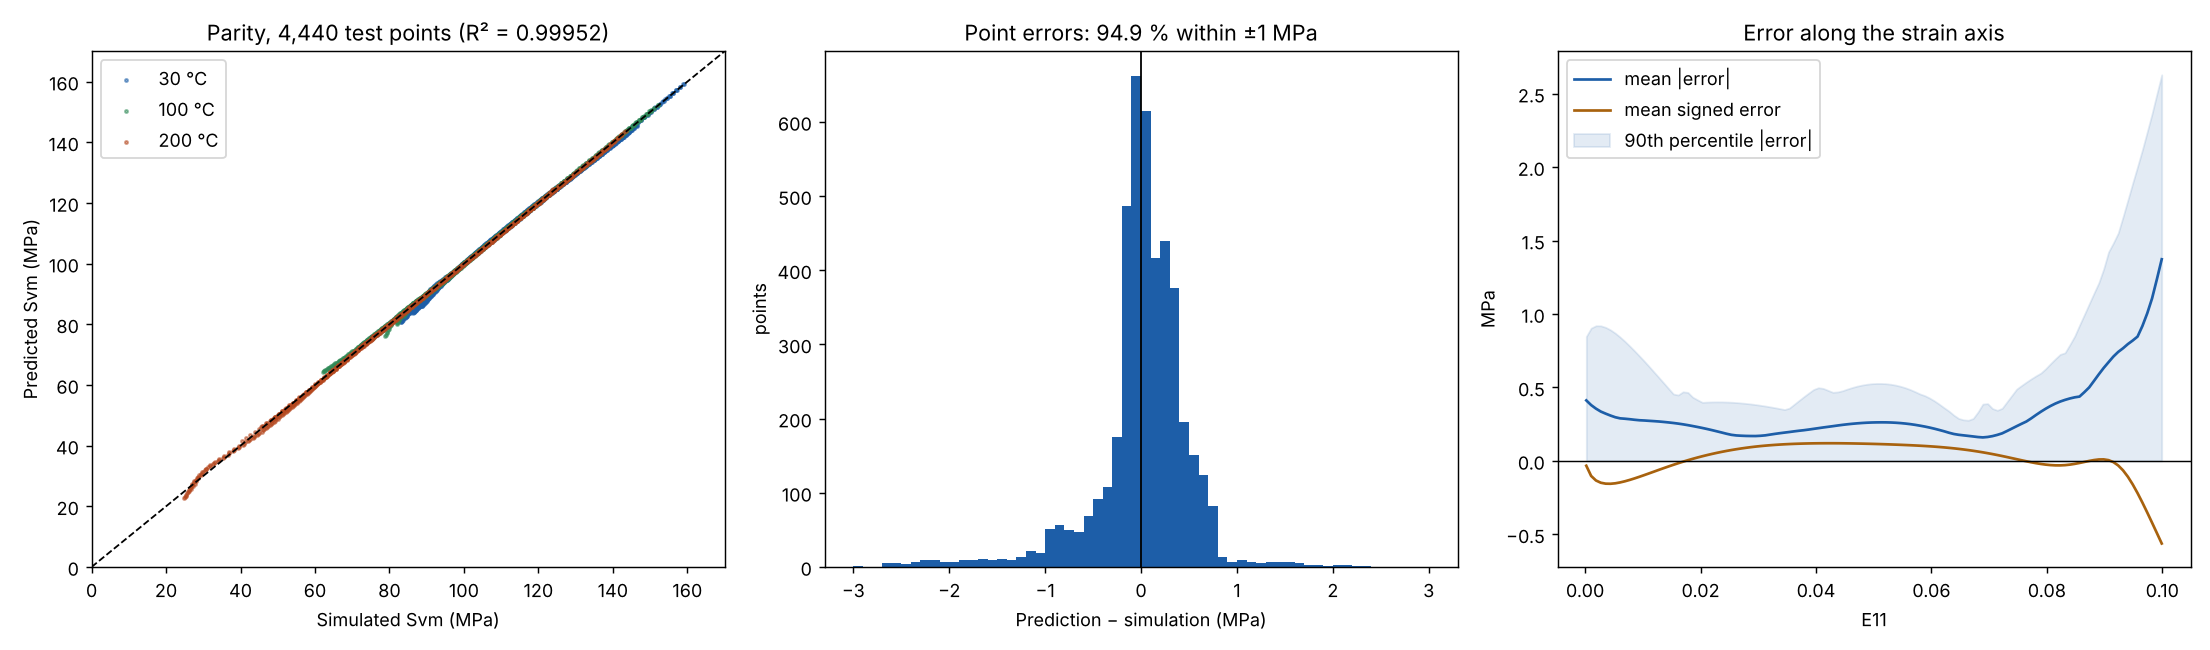 Parity, 4,440 test points (R² = 0.99952)
30 °C
100 °C
200 °C
160
140
120
100
80
60
40
20
0
Predicted Svm (MPa)
0 20 40 60 80 100 120 140 160
Simulated Svm (MPa)
Point errors: 94.9 % within ±1 MPa
600
500
400
300
200
100
0
points
−3 −2 −1 0 1 2 3
Prediction − simulation (MPa)
Error along the strain axis
mean |error|
mean signed error
90th percentile |error|
2.5
2.0
1.5
1.0
0.5
0.0
−0.5
MPa
0.00 0.02 0.04 0.06 0.08 0.10
E11